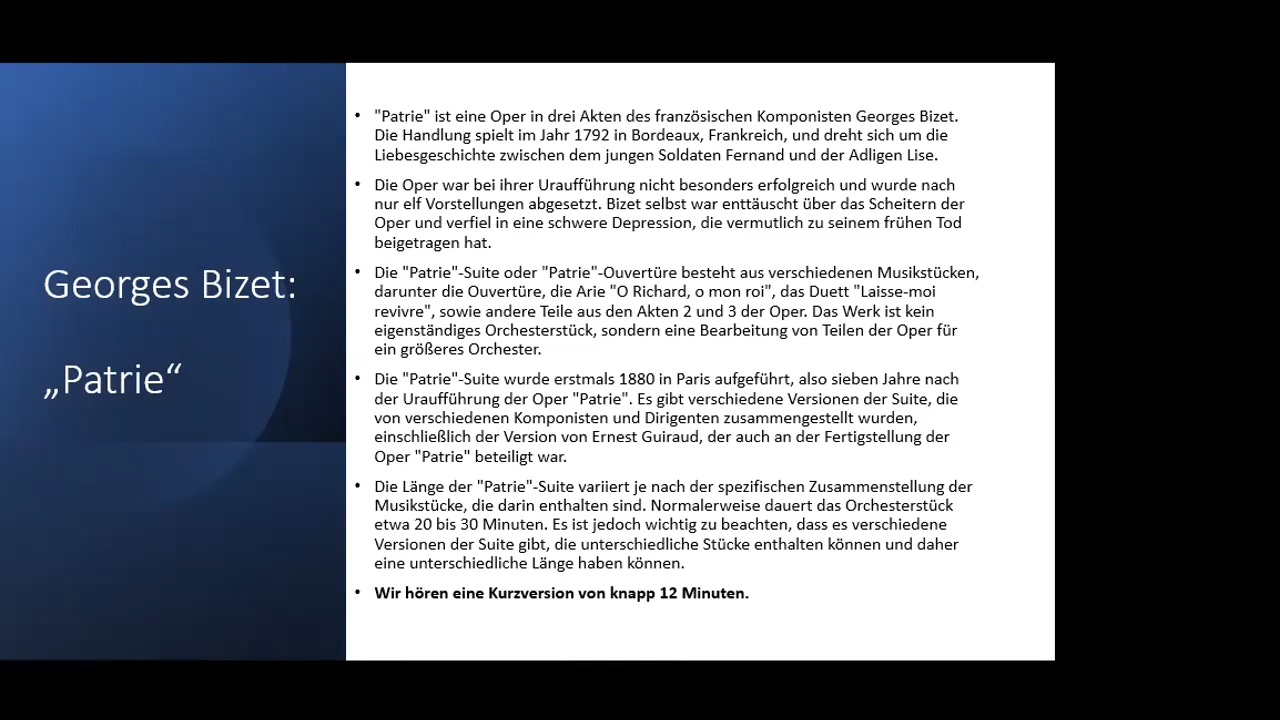 Georges Bizet:
„Patrie“
• "Patrie" ist eine Oper in drei Akten des französischen Komponisten Georges Bizet.
Die Handlung spielt im Jahr 1792 in Bordeaux, Frankreich, und dreht sich um die
Liebesgeschichte zwischen dem jungen Soldaten Fernand und der Adligen Lise.
• Die Oper war bei ihrer Uraufführung nicht besonders erfolgreich und wurde nach
nur elf Vorstellungen abgesetzt. Bizet selbst war enttäuscht über das Scheitern der
Oper und verfiel in eine schwere Depression, die vermutlich zu seinem frühen Tod
beigetragen hat.
• Die "Patrie"-Suite oder "Patrie"-Ouvertüre besteht aus verschiedenen Musikstücken,
darunter die Ouvertüre, die Arie "O Richard, o mon roi", das Duett "Laisse-moi
revivre", sowie andere Teile aus den Akten 2 und 3 der Oper. Das Werk ist kein
eigenständiges Orchesterstück, sondern eine Bearbeitung von Teilen der Oper für
ein größeres Orchester.
• Die "Patrie"-Suite wurde erstmals 1880 in Paris aufgeführt, also sieben Jahre nach
der Uraufführung der Oper "Patrie". Es gibt verschiedene Versionen der Suite, die
von verschiedenen Komponisten und Dirigenten zusammengestellt wurden,
einschließlich der Version von Ernest Guiraud, der auch an der Fertigstellung der
Oper "Patrie" beteiligt war.
• Die Länge der "Patrie"-Suite variiert je nach der spezifischen Zusammenstellung der
Musikstücke, die darin enthalten sind. Normalerweise dauert das Orchesterstück
etwa 20 bis 30 Minuten. Es ist jedoch wichtig zu beachten, dass es verschiedene
Versionen der Suite gibt, die unterschiedliche Stücke enthalten können und daher
eine unterschiedliche Länge haben können.
• Wir hören eine Kurzversion von knapp 12 Minuten.